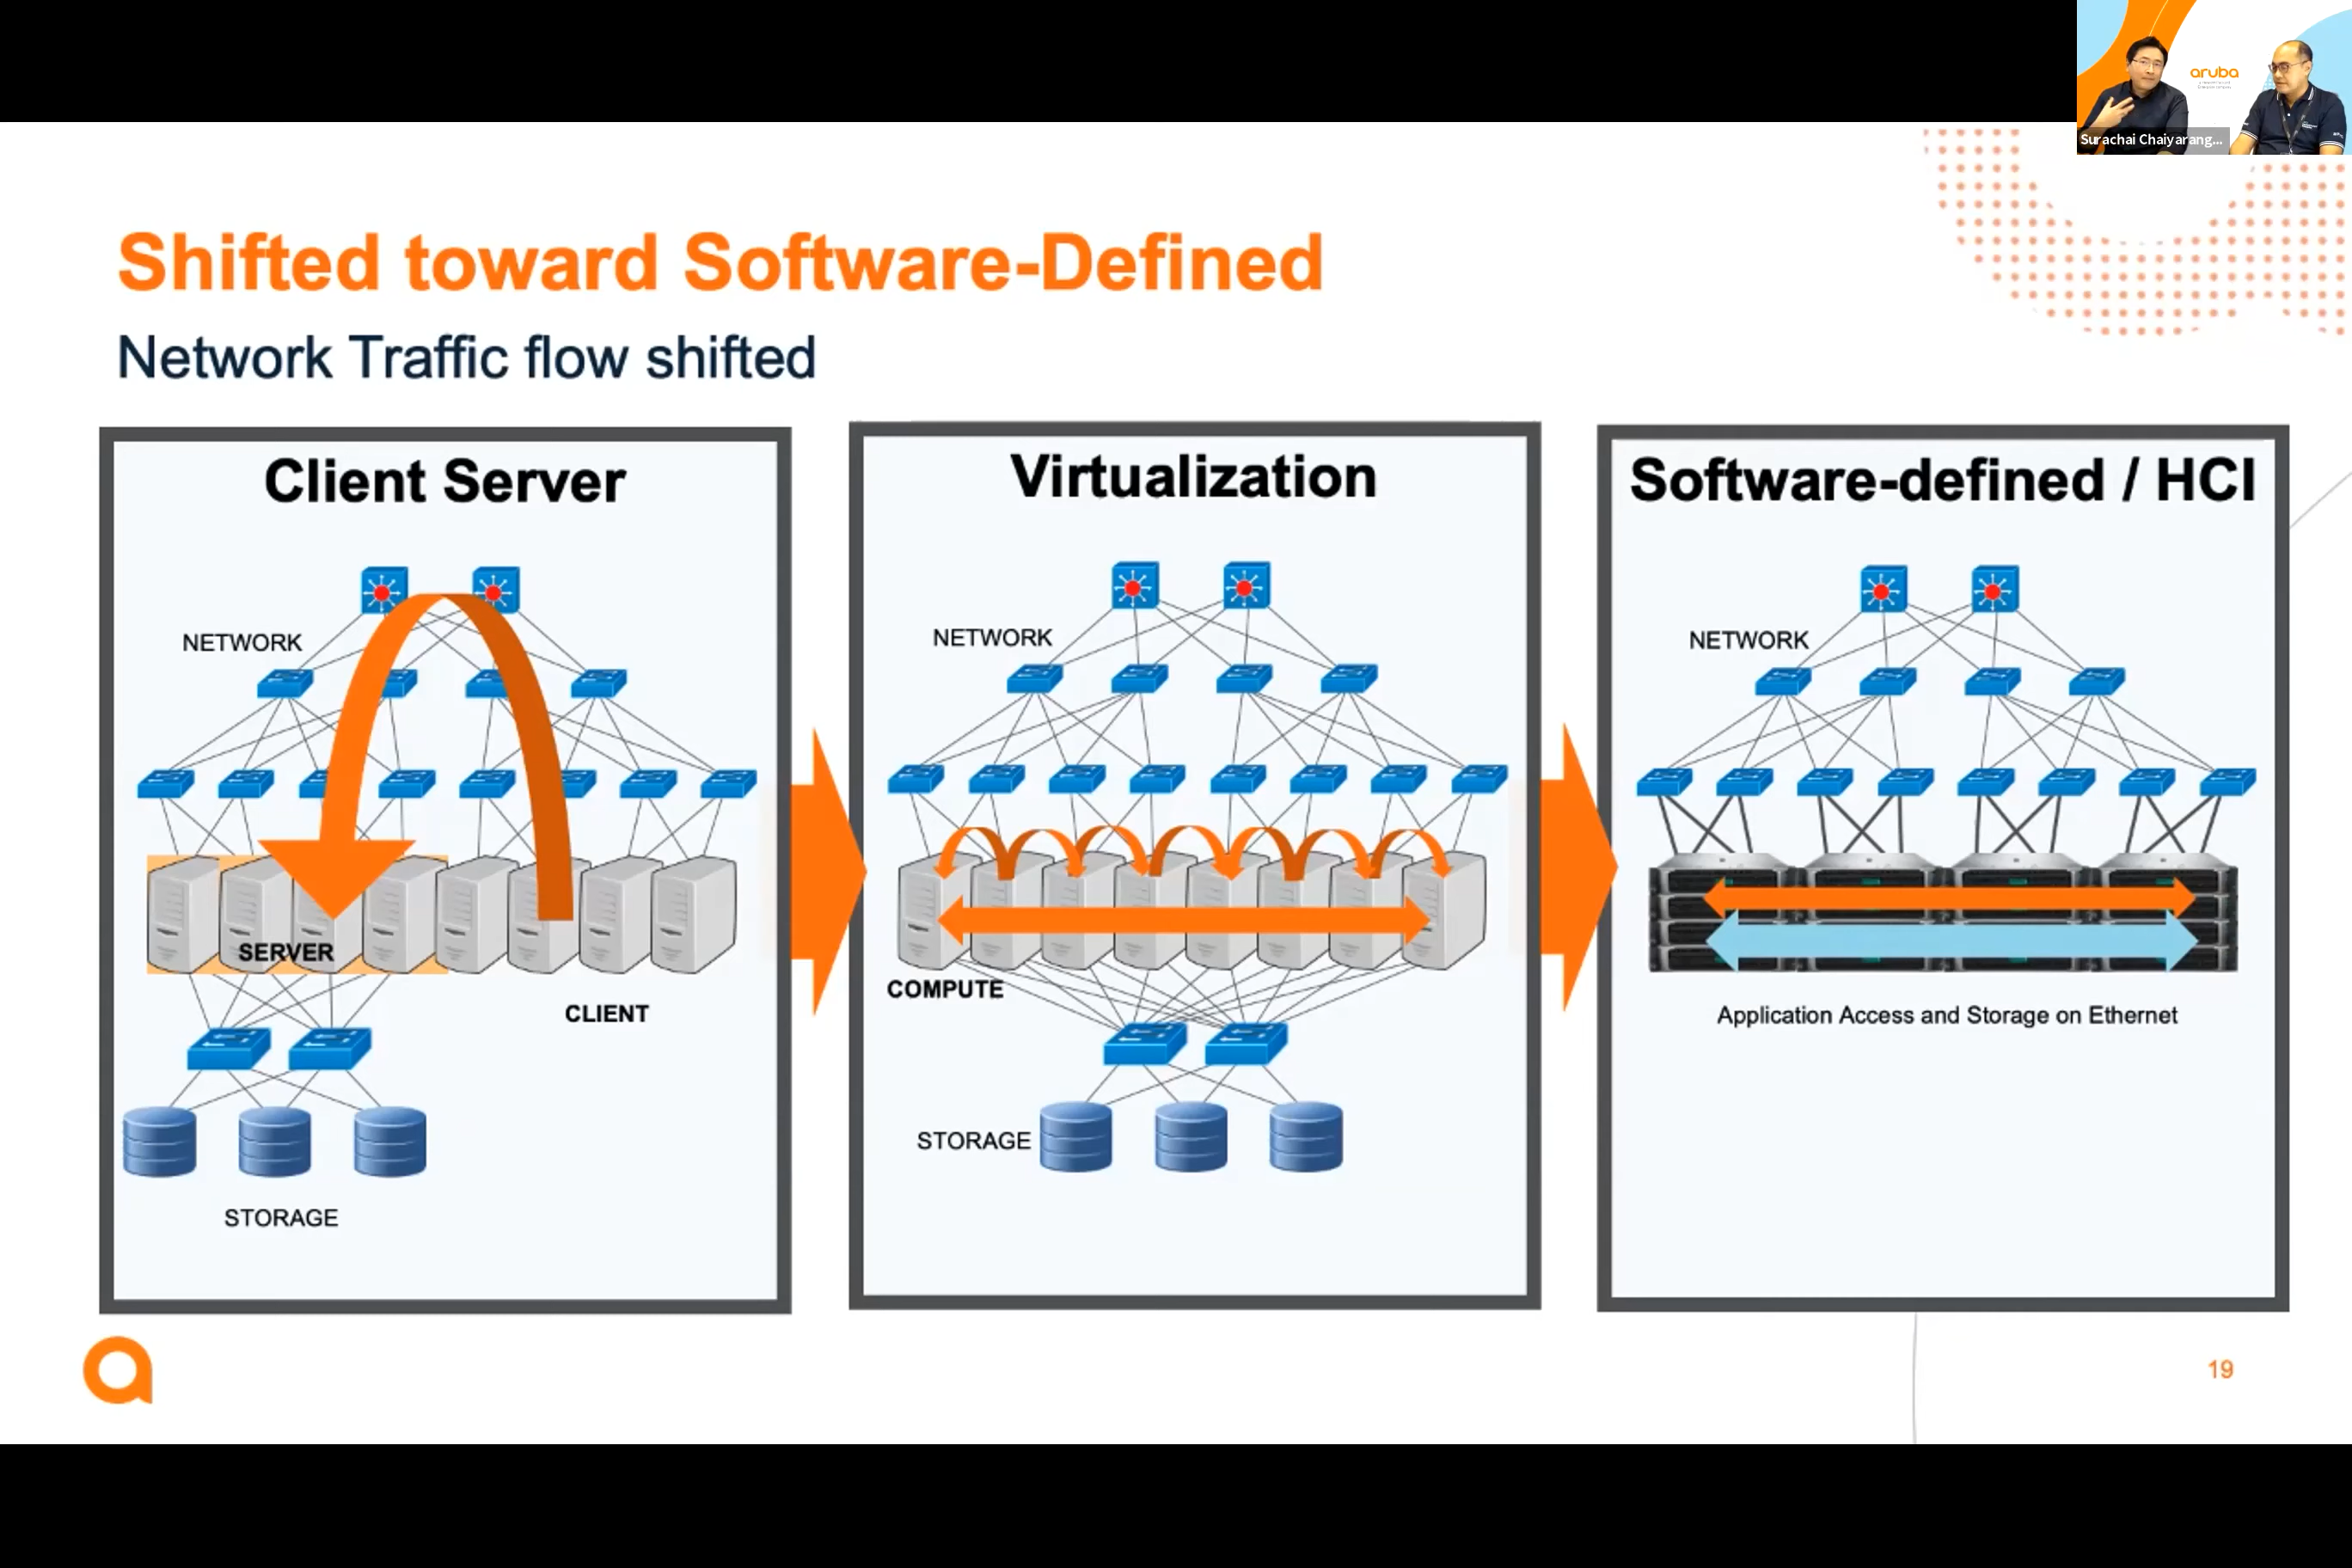 aruba
Surachai Chaiyarang...
Shifted toward Software-Defined
Network Traffic flow shifted
Client Server
NETWORK
SERVER
CLIENT
STORAGE
Virtualization
NETWORK
COMPUTE
STORAGE
Software-defined / HCI
NETWORK
Application Access and Storage on Ethernet
19